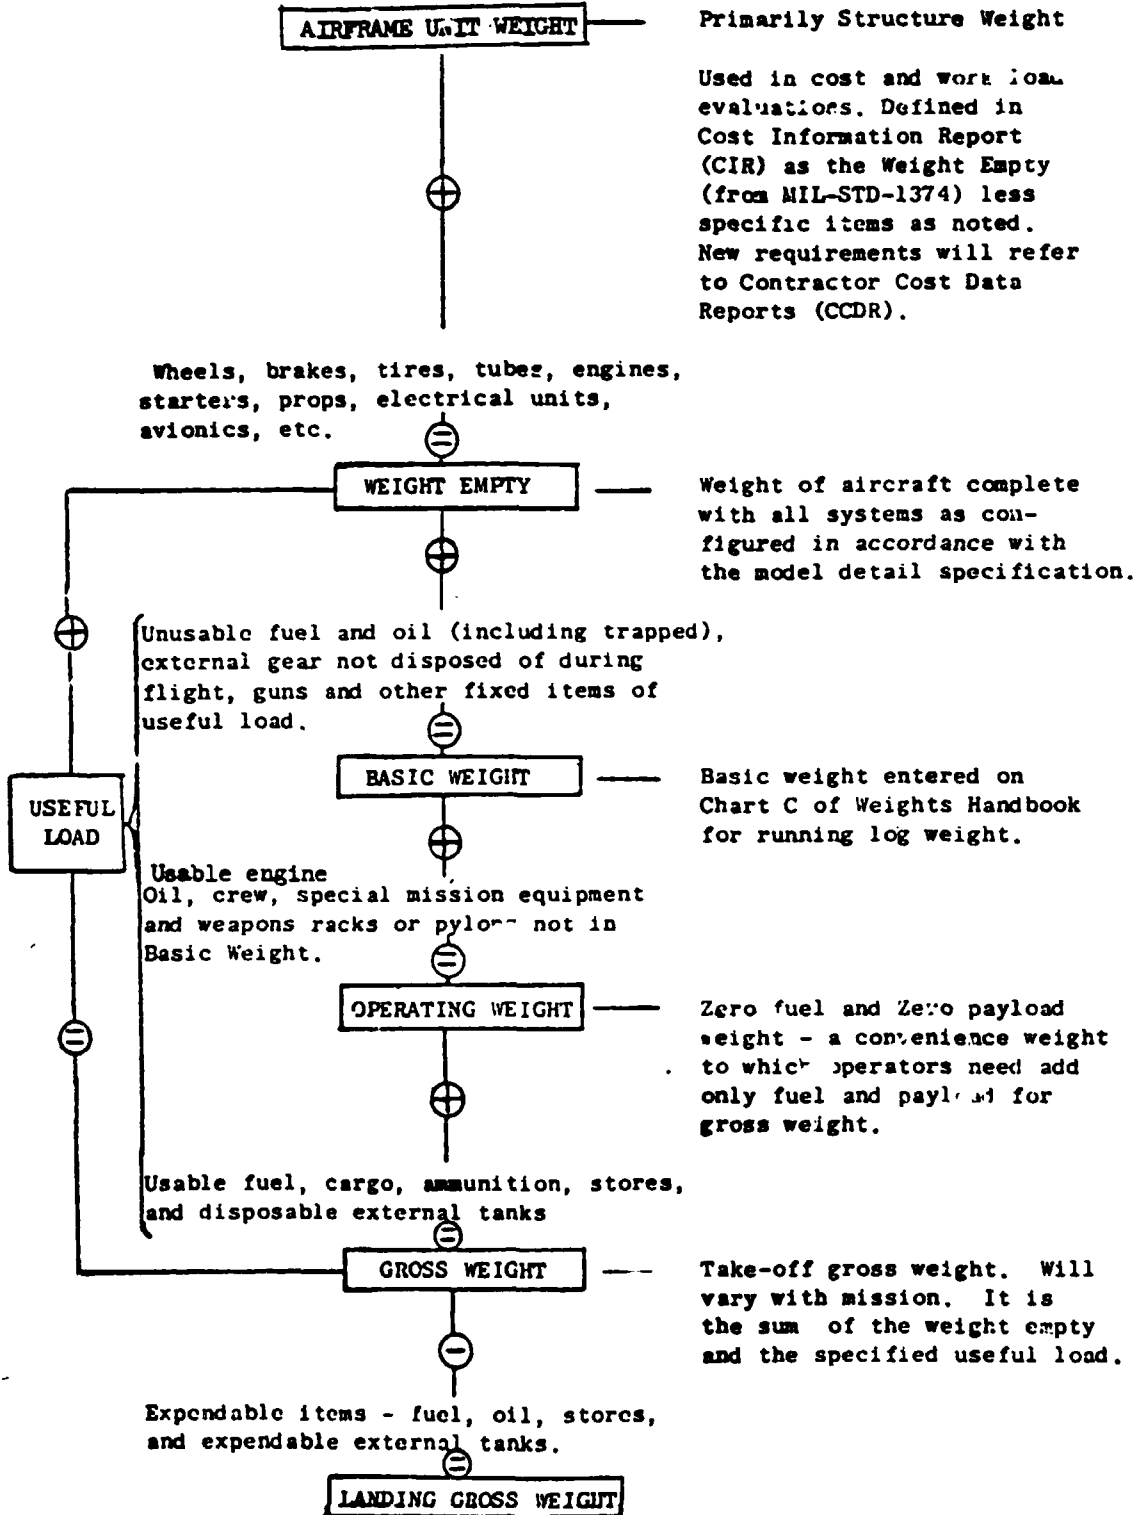 AIRFRAME UNIT WEIGHT
Primarily Structure Weight
Used in cost and work load
evaluations. Defined in
Cost Information Report
(CIR) as the Weight Empty
(from MIL-STD-1374) less
specific items as noted.
New requirements will refer
to Contractor Cost Data
Reports (CCDR).
Wheels, brakes, tires, tubes, engines,
starters, props, electrical units,
avionics, etc.
WEIGHT EMPTY
Weight of aircraft complete
with all systems as con-
figured in accordance with
the model detail specification.
Unusable fuel and oil (including trapped),
external gear not disposed of during
flight, guns and other fixed items of
useful load.
BASIC WEIGHT
Basic weight entered on
Chart C of Weights Handbook
for running log weight.
USEFUL
LOAD
Usable engine
Oil, crew, special mission equipment
and weapons racks or pylons not in
Basic Weight.
OPERATING WEIGHT
Zero fuel and Zero payload
weight - a convenience weight
to which operators need add
only fuel and payload for
gross weight.
Usable fuel, cargo, ammunition, stores,
and disposable external tanks
GROSS WEIGHT
Take-off gross weight. Will
vary with mission. It is
the sum of the weight empty
and the specified useful load.
Expendable items - fuel, oil, stores,
and expendable external tanks.
LANDING GROSS WEIGHT